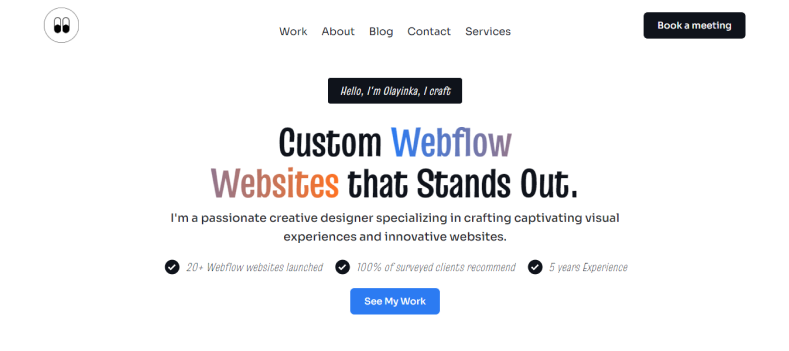 Work About Blog Contact Services
Book a meeting
Hello, I'm Olayinka, I craft
Custom Webflow
Websites that Stands Out.
I'm a passionate creative designer specializing in crafting captivating visual
experiences and innovative websites.
20+ Webflow websites launched 100% of surveyed clients recommend 5 years Experience
See My Work